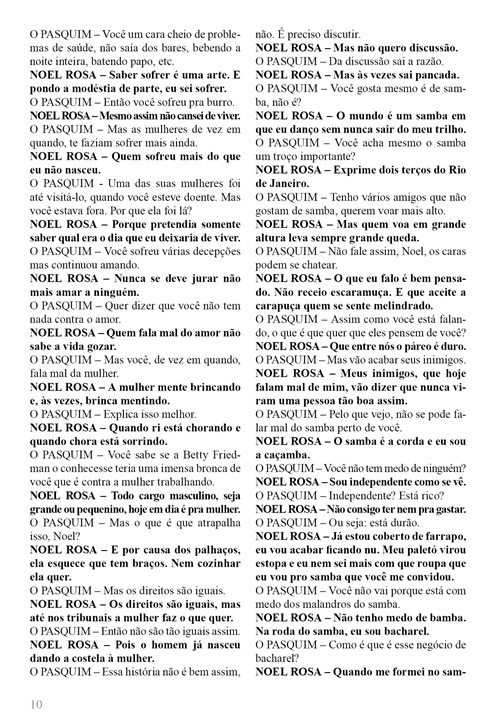 O PASQUIM – Você um cara cheio de proble-
mas de saúde, não saía dos bares, bebendo a
noite inteira, batendo papo, etc.
NOEL ROSA – Saber sofrer é uma arte. E
pondo a modéstia de parte, eu sei sofrer.
O PASQUIM – Então você sofreu pra burro.
NOEL ROSA – Mesmo assim não cansei de viver.
O PASQUIM – Mas as mulheres de vez em
quando, te faziam sofrer mais ainda.
NOEL ROSA – Quem sofreu mais do que
eu não nasceu.
O PASQUIM - Uma das suas mulheres foi
até visitá-lo, quando você esteve doente. Mas
você estava fora. Por que ela foi lá?
NOEL ROSA – Porque pretendia somente
saber qual era o dia que eu deixaria de viver.
O PASQUIM – Você sofreu várias decepções
mas continuou amando.
NOEL ROSA – Nunca se deve jurar não
mais amar a ninguém.
O PASQUIM – Quer dizer que você não tem
nada contra o amor.
NOEL ROSA – Quem fala mal do amor não
sabe a vida gozar.
O PASQUIM – Mas você, de vez em quando,
fala mal da mulher.
NOEL ROSA – A mulher mente brincando
e, às vezes, brinca mentindo.
O PASQUIM – Explica isso melhor.
NOEL ROSA – Quando ri está chorando e
quando chora está sorrindo.
O PASQUIM – Você sabe se a Betty Fried-
man o conhecesse teria uma imensa bronca de
você que é contra a mulher trabalhando.
NOEL ROSA – Todo cargo masculino, seja
grande ou pequenino, hoje em dia é pra mulher.
O PASQUIM – Mas o que é que atrapalha
isso, Noel?
NOEL ROSA – E por causa dos palhaços,
ela esquece que tem braços. Nem cozinhar
ela quer.
O PASQUIM – Mas os direitos são iguais.
NOEL ROSA – Os direitos são iguais, mas
até nos tribunais a mulher faz o que quer.
O PASQUIM – Então não são tão iguais assim.
NOEL ROSA – Pois o homem já nasceu
dando a costela à mulher.
O PASQUIM – Essa história não é bem assim,
não. É preciso discutir.
NOEL ROSA – Mas não quero discussão.
O PASQUIM – Da discussão sai a razão.
NOEL ROSA – Mas às vezes sai pancada.
O PASQUIM – Você gosta mesmo é de sam-
ba, não é?
NOEL ROSA – O mundo é um samba em
que eu danço sem nunca sair do meu trilho.
O PASQUIM – Você acha mesmo o samba
um troço importante?
NOEL ROSA – Exprime dois terços do Rio
de Janeiro.
O PASQUIM – Tenho vários amigos que não
gostam de samba, querem voar mais alto.
NOEL ROSA – Mas quem voa em grande
altura leva sempre grande queda.
O PASQUIM – Não fale assim, Noel, os caras
podem se chatear.
NOEL ROSA – O que eu falo é bem pensa-
do. Não receio escaramuça. E que aceite a
carapuça quem se sente melindrado.
O PASQUIM – Assim como você está falan-
do, o que é que quer que eles pensem de você?
NOEL ROSA – Que entre nós o páreo é duro.
O PASQUIM – Mas vão acabar seus inimigos.
NOEL ROSA – Meus inimigos, que hoje
falam mal de mim, vão dizer que nunca vi-
ram uma pessoa tão boa assim.
O PASQUIM – Pelo que vejo, não se pode fa-
lar mal do samba perto de você.
NOEL ROSA – O samba é a corda e eu sou
a caçamba.
O PASQUIM – Você não tem medo de ninguém?
NOEL ROSA – Sou independente como se vê.
O PASQUIM – Independente? Está rico?
NOEL ROSA – Não consigo ter nem pra gastar.
O PASQUIM – Ou seja: está durão.
NOEL ROSA – Já estou coberto de farrapo,
eu vou acabar ficando nu. Meu paletó virou
estopa e eu nem sei mais com que roupa que
eu vou pro samba que você me convidou.
O PASQUIM – Você não vai porque está com
medo dos malandros do samba.
NOEL ROSA – Não tenho medo de bamba.
Na roda do samba, eu sou bacharel.
O PASQUIM – Como é que é esse negócio de
bacharel?
NOEL ROSA – Quando me formei no sam-
10